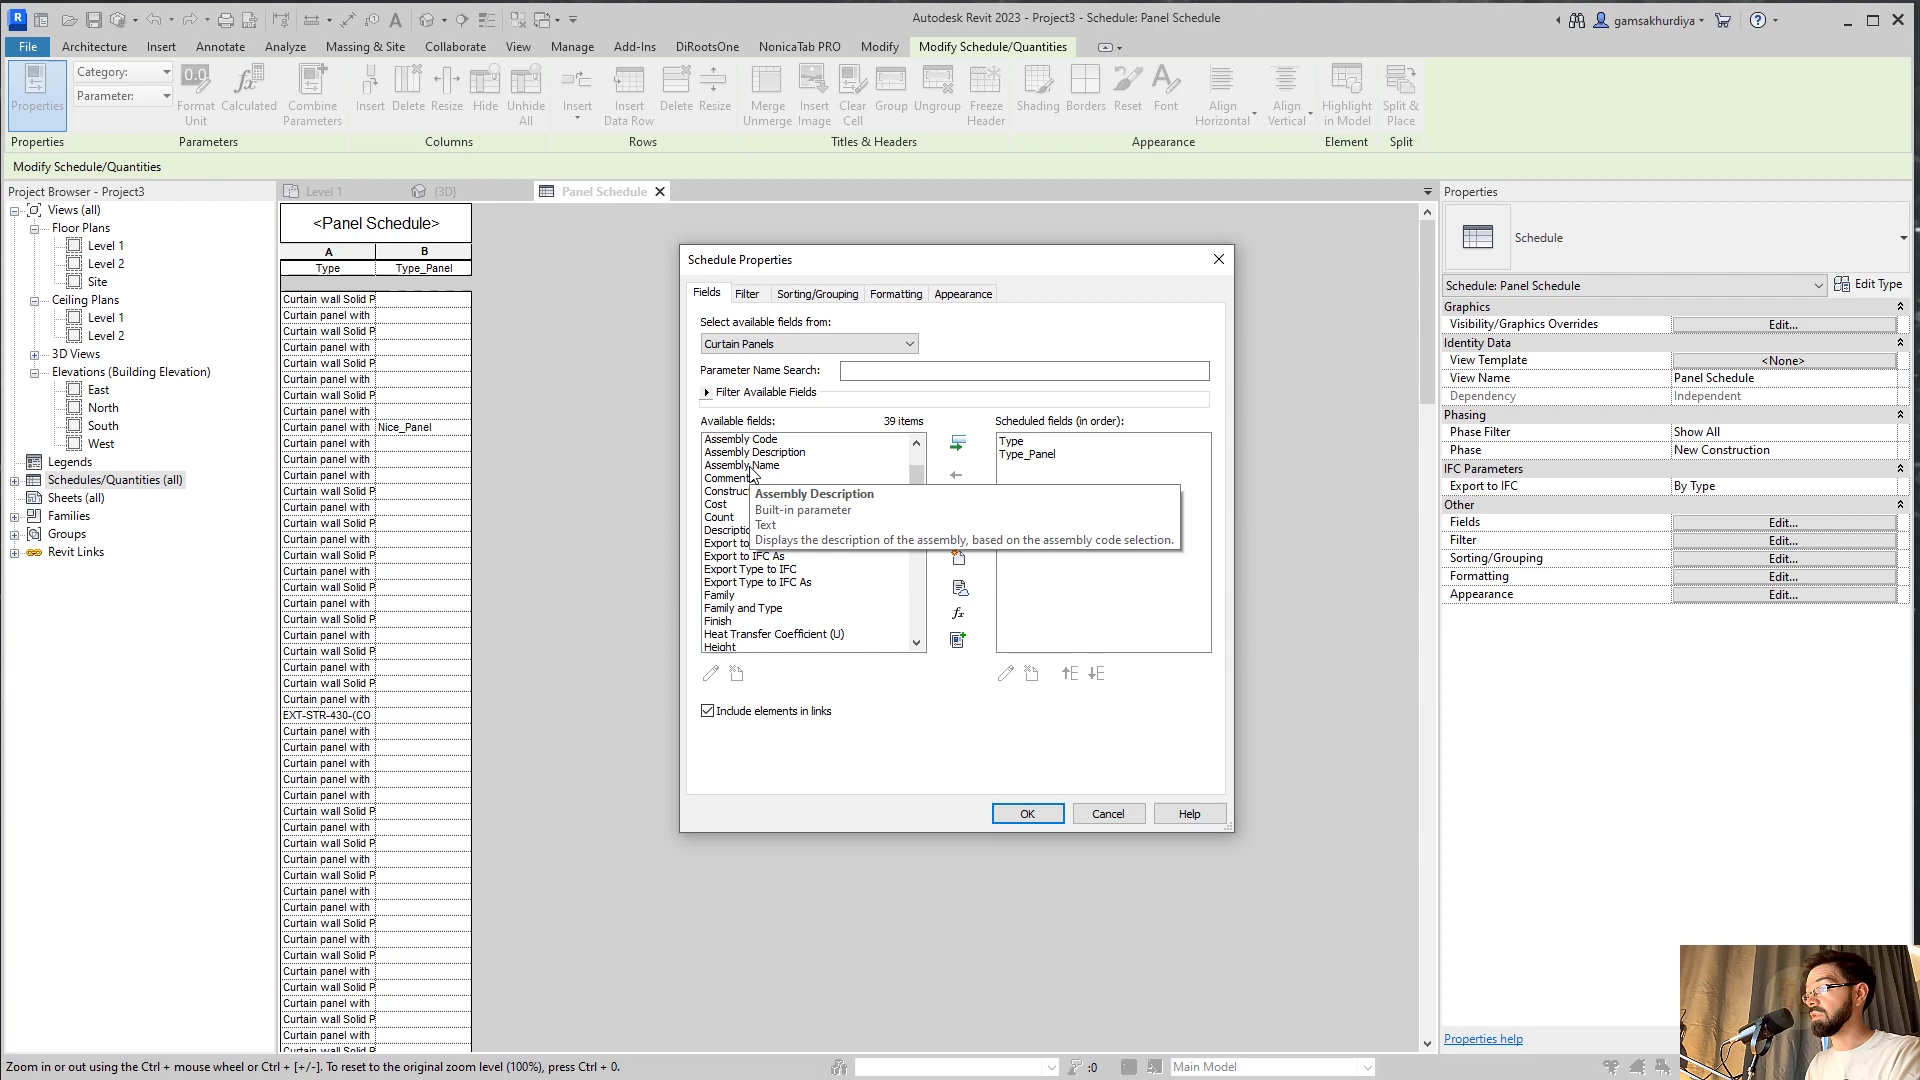 Autodesk Revit 2023 - Project3 - Schedule: Panel Schedule
gamsakhurdiya
File
Architecture
Insert
Annotate
Analyze
Massing & Site
Collaborate
View
Manage
Add-Ins
DiRootsOne
NonicaTab PRO
Modify
Modify Schedule/Quantities
Properties
Category:
Parameter:
Format Unit
Calculated
Combine Parameters
Insert
Delete
Resize
Hide
Unhide All
Insert
Insert Data Row
Delete
Resize
Merge Unmerge
Insert Image
Clear Cell
Group
Ungroup
Freeze Header
Shading
Borders
Reset
Font
Align Horizontal
Align Vertical
Highlight in Model
Split & Place
Properties
Parameters
Columns
Rows
Titles & Headers
Appearance
Element
Split
Modify Schedule/Quantities
Project Browser - Project3
Views (all)
Floor Plans
Level 1
Level 2
Site
Ceiling Plans
Level 1
Level 2
3D Views
Elevations (Building Elevation)
East
North
South
West
Legends
Schedules/Quantities (all)
Sheets (all)
Families
Groups
Revit Links
Level 1
{3D}
Panel Schedule
<Panel Schedule>
A B
Type Type_Panel
Curtain wall Solid P
Curtain panel with
Curtain wall Solid P
Curtain panel with
Curtain wall Solid P
Curtain panel with
Curtain wall Solid P
Curtain panel with
Curtain panel with Nice_Panel
Curtain panel with
Curtain panel with
Curtain panel with
Curtain wall Solid P
Curtain panel with
Curtain wall Solid P
Curtain panel with
Curtain wall Solid P
Curtain panel with
Curtain wall Solid P
Curtain panel with
Curtain wall Solid P
Curtain panel with
Curtain wall Solid P
Curtain panel with
Curtain wall Solid P
Curtain panel with
EXT-STR-430-(CO
Curtain panel with
Curtain panel with
Curtain panel with
Curtain panel with
Curtain panel with
Curtain wall Solid P
Curtain panel with
Curtain wall Solid P
Curtain panel with
Curtain wall Solid P
Curtain panel with
Curtain panel with
Curtain wall Solid P
Curtain panel with
Curtain wall Solid P
Curtain panel with
Curtain wall Solid P
Curtain panel with
Curtain wall Solid P
Curtain panel with
Curtain wall Solid P
Schedule Properties
Fields
Filter
Sorting/Grouping
Formatting
Appearance
Select available fields from:
Curtain Panels
Parameter Name Search:
Filter Available Fields
Available fields: 39 items
Assembly Code
Assembly Description
Assembly Name
Comment
Construct
Cost
Count
Descriptio
Export to
Export to IFC As
Export Type to IFC
Export Type to IFC As
Family
Family and Type
Finish
Heat Transfer Coefficient (U)
Height
Assembly Description
Built-in parameter
Text
Displays the description of the assembly, based on the assembly code selection.
Scheduled fields (in order):
Type
Type_Panel
fx
Include elements in links
OK
Cancel
Help
Properties
Schedule
Schedule: Panel Schedule
Edit Type
Graphics
Visibility/Graphics Overrides Edit...
Identity Data
View Template <None>
View Name Panel Schedule
Dependency Independent
Phasing
Phase Filter Show All
Phase New Construction
IFC Parameters
Export to IFC By Type
Other
Fields Edit...
Filter Edit...
Sorting/Grouping Edit...
Formatting Edit...
Appearance Edit...
Properties help
Zoom in or out using the Ctrl + mouse wheel or Ctrl + [+/-]. To reset to the original zoom level (100%), press Ctrl + 0.
:0
Main Model